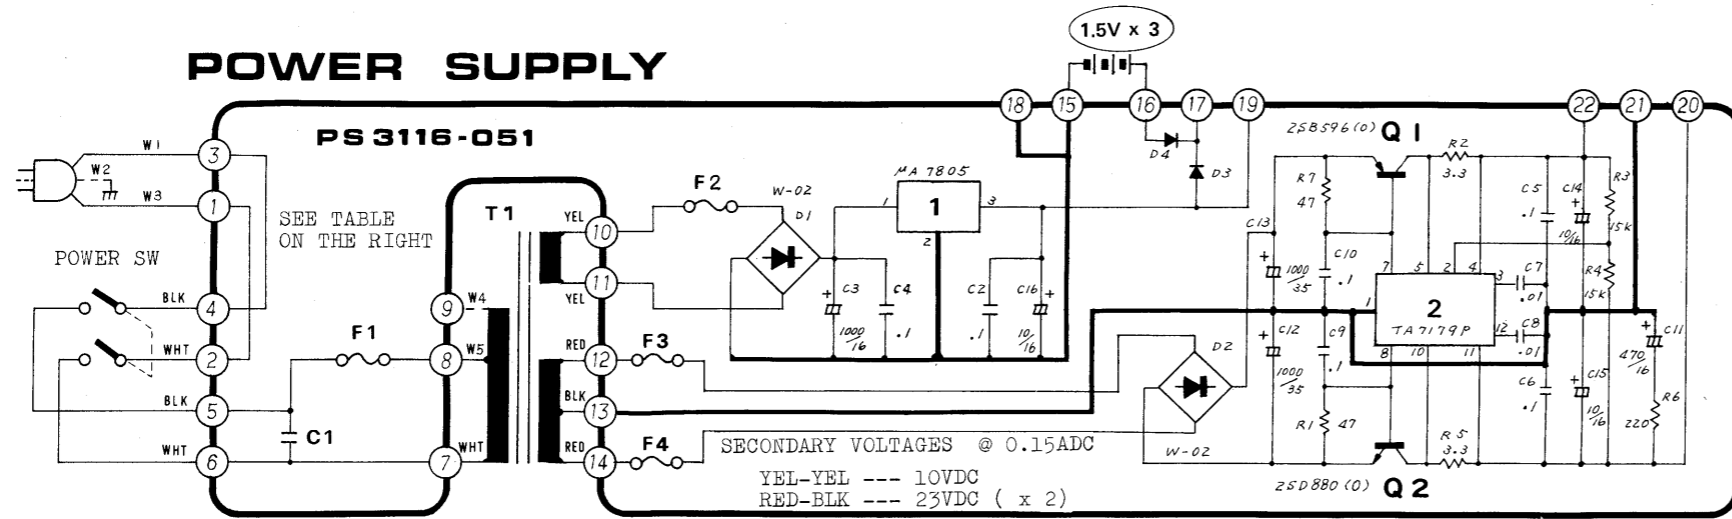 1.5V x 3
POWER SUPPLY
18 15 16 17 19 22 21 20
PS 3116-051
2SB596(O) Q1
W1
3
W2
W3
1
SEE TABLE
ON THE RIGHT
POWER SW
BLK
4
WHT
2
BLK
5
WHT
6
F1
C1
T1
9
W4
8
W5
7
WHT
YEL
10
11
YEL
RED
12
BLK
13
RED
14
F2
W-02
D1
F3
F4
μA 7805
1 1 3
2
C3
1000/16
C4
.1
C2
.1
C16
10/16
D4
D3
SECONDARY VOLTAGES @ 0.15ADC
YEL-YEL --- 10VDC
RED-BLK --- 23VDC ( x 2)
D2
W-02
C13
1000/35
C12
1000/35
R7
47
C10
.1
C9
.1
R1 47
R2
3.3
7 5 2 4
1
3
2
TA7179P
12
8 10 11
C7
.01
C8
.01
C5
.1
C14
10/16
R3
15K
R4
15K
C6
.1
C15
10/16
C11
470/16
R6
220
R5
3.3
2SD880(O) Q2